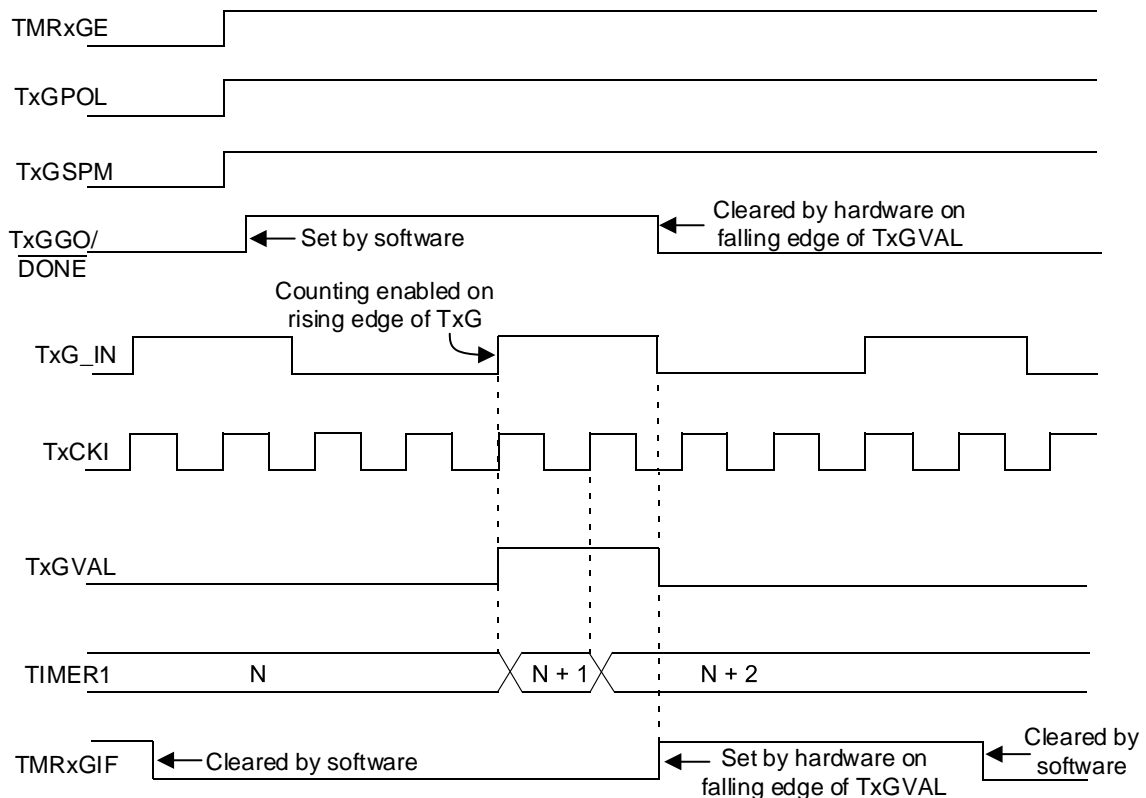 TMRxGE
TxGPOL
TxGSPM
TxGGO/
DONE
Set by software
Cleared by hardware on
falling edge of TxGVAL
Counting enabled on
rising edge of TxG
TxG_IN
TxCKI
TxGVAL
TIMER1
N
N + 1
N + 2
TMRxGIF
Cleared by software
Set by hardware on
falling edge of TxGVAL
Cleared by
software